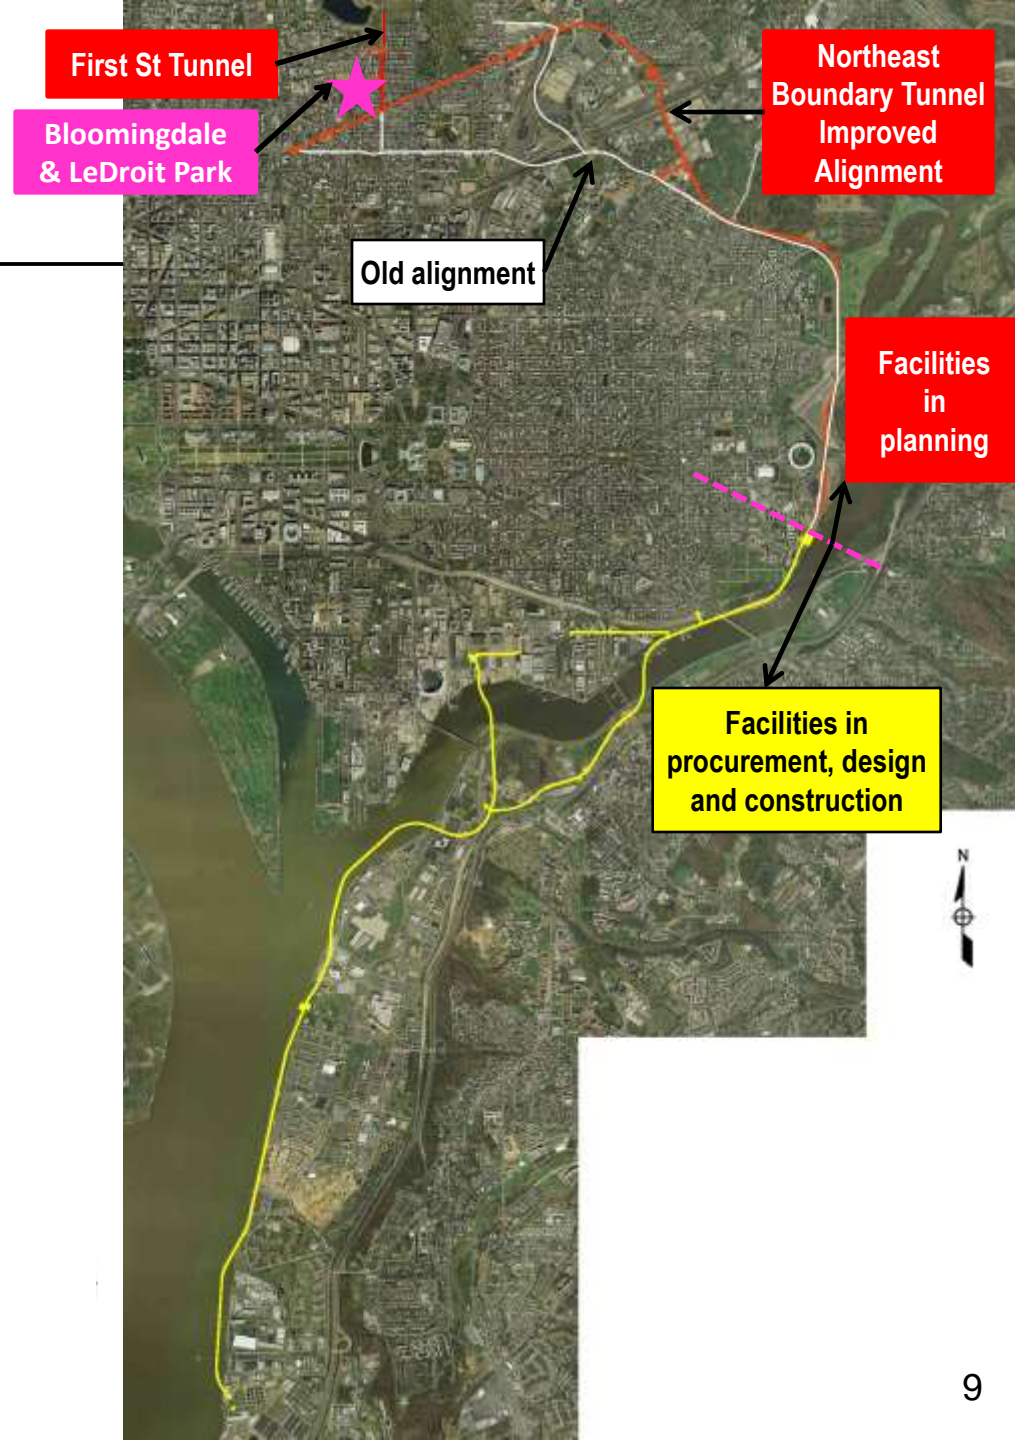 First St Tunnel
Bloomingdale
& LeDroit Park
Northeast
Boundary Tunnel
Improved
Alignment
Old alignment
Facilities
in
planning
Facilities in
procurement, design
and construction
N
9